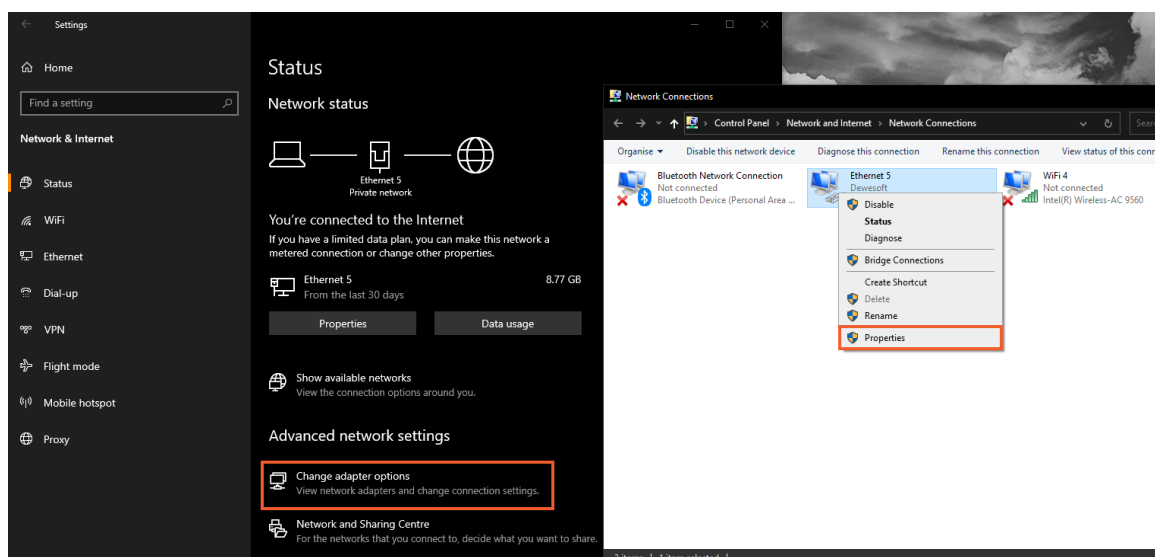 Settings
Home
Find a setting
Network & Internet
Status
WiFi
Ethernet
Dial-up
VPN
Flight mode
Mobile hotspot
Proxy
Status
Network status
Ethernet 5
Private network
You're connected to the Internet
If you have a limited data plan, you can make this network a
metered connection or change other properties.
Ethernet 5 8.77 GB
From the last 30 days
Properties Data usage
Show available networks
View the connection options around you.
Advanced network settings
Change adapter options
View network adapters and change connection settings.
Network and Sharing Centre
For the networks that you connect to, decide what you want to share.
Network Connections
Control Panel > Network and Internet > Network Connections
Organise Disable this network device Diagnose this connection Rename this connection View status of this
Bluetooth Network Connection
Not connected
Bluetooth Device (Personal Area ...
Ethernet 5
Dewesoft
WiFi 4
Not connected
Intel(R) Wireless-AC 9560
Disable
Status
Diagnose
Bridge Connections
Create Shortcut
Delete
Rename
Properties